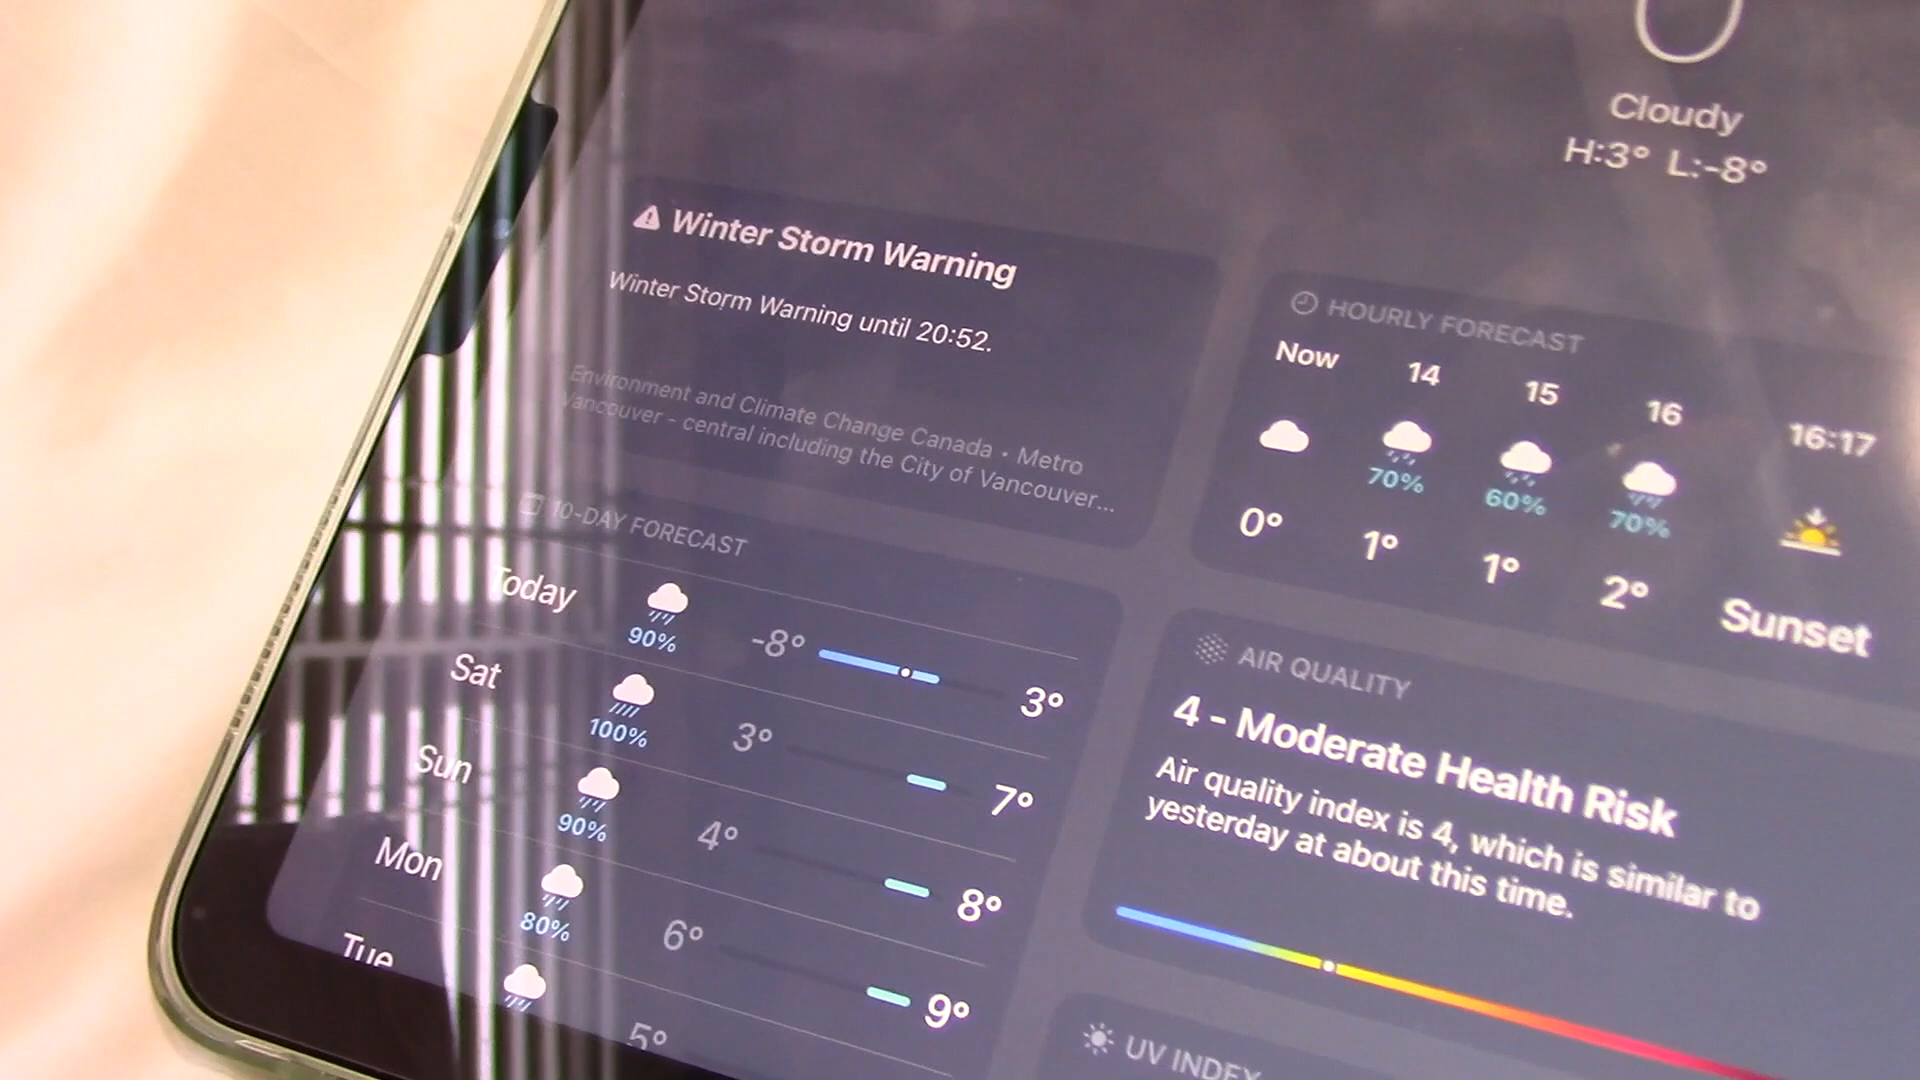 Cloudy
H:3° L:-8°
Winter Storm Warning
Winter Storm Warning until 20:52.
Environment and Climate Change Canada • Metro
Vancouver - central including the City of Vancouver...
HOURLY FORECAST
Now 14 15 16 16:17
70% 60% 70%
0° 1° 1° 2° Sunset
10-DAY FORECAST
Today 90% -8° 3°
Sat 100% 3° 7°
Sun 90% 4° 8°
Mon 80% 6° 9°
Tue 5°
AIR QUALITY
4 - Moderate Health Risk
Air quality index is 4, which is similar to
yesterday at about this time.
UV INDEX